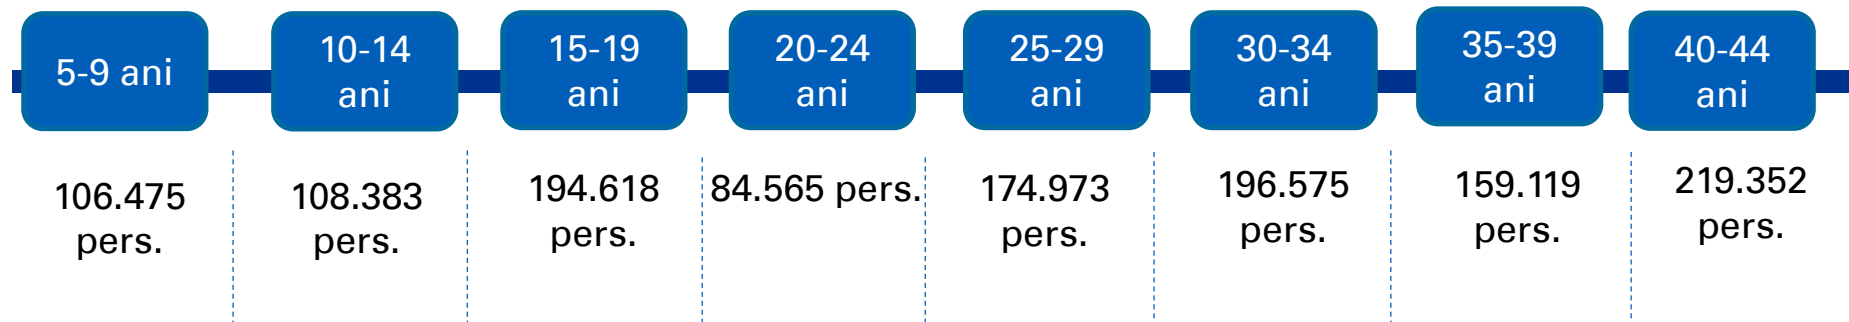 5-9 ani
10-14
ani
15-19
ani
20-24
ani
25-29
ani
30-34
ani
35-39
ani
40-44
ani
106.475
pers.
108.383
pers.
194.618
pers.
84.565 pers.
174.973
pers.
196.575
pers.
159.119
pers.
219.352
pers.